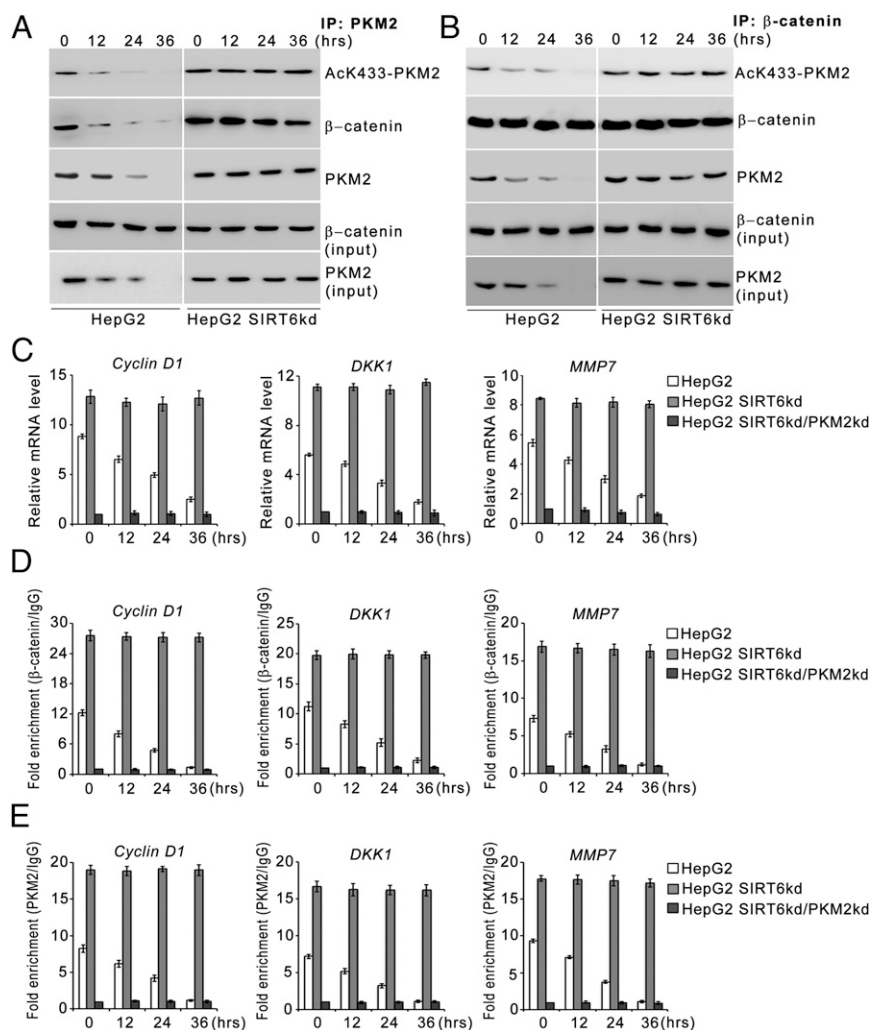 A
IP: PKM2
0 12 24 36 (hrs) 0 12 24 36
AcK433-PKM2
β-catenin
PKM2
β-catenin
(input)
PKM2
(input)
HepG2 HepG2 SIRT6kd
B
IP: β-catenin
0 12 24 36 (hrs) 0 12 24 36
AcK433-PKM2
β-catenin
PKM2
β-catenin
(input)
PKM2
(input)
HepG2 HepG2 SIRT6kd
C
Cyclin D1
Relative mRNA level
15
10
5
0
0 12 24 36 (hrs)
DKK1
Relative mRNA level
12
9
6
3
0
0 12 24 36 (hrs)
MMP7
Relative mRNA level
10
8
6
4
2
0
0 12 24 36 (hrs)
HepG2
HepG2 SIRT6kd
HepG2 SIRT6kd/PKM2kd
D
Cyclin D1
Fold enrichment (β-catenin/IgG)
30
24
18
12
6
0
0 12 24 36 (hrs)
DKK1
Fold enrichment (β-catenin/IgG)
25
20
15
10
5
0
0 12 24 36 (hrs)
MMP7
Fold enrichment (β-catenin/IgG)
20
15
10
5
0
0 12 24 36 (hrs)
HepG2
HepG2 SIRT6kd
HepG2 SIRT6kd/PKM2kd
E
Cyclin D1
Fold enrichment (PKM2/IgG)
20
15
10
5
0
0 12 24 36 (hrs)
DKK1
Fold enrichment (PKM2/IgG)
20
15
10
5
0
0 12 24 36 (hrs)
MMP7
Fold enrichment (PKM2/IgG)
20
15
10
5
0
0 12 24 36 (hrs)
HepG2
HepG2 SIRT6kd
HepG2 SIRT6kd/PKM2kd